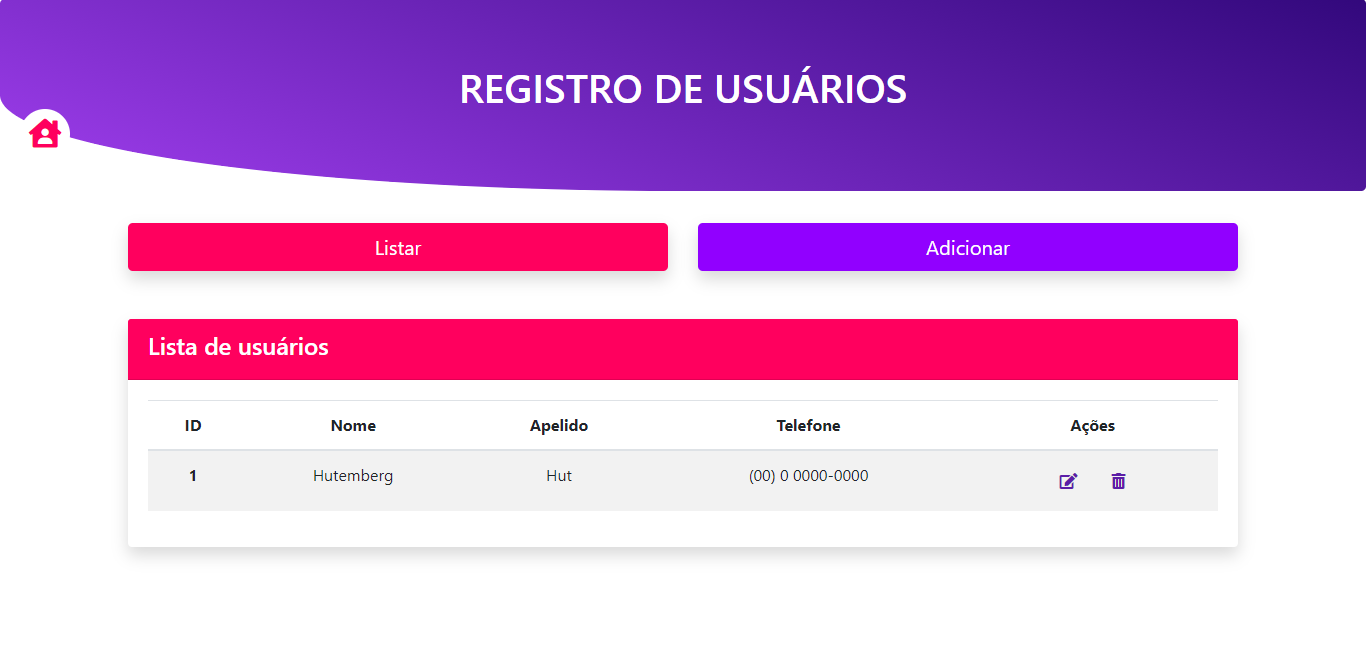 REGISTRO DE USUÁRIOS
Listar Adicionar
Lista de usuários
ID Nome Apelido Telefone Ações
1 Hutemberg Hut (00) 0 0000-0000